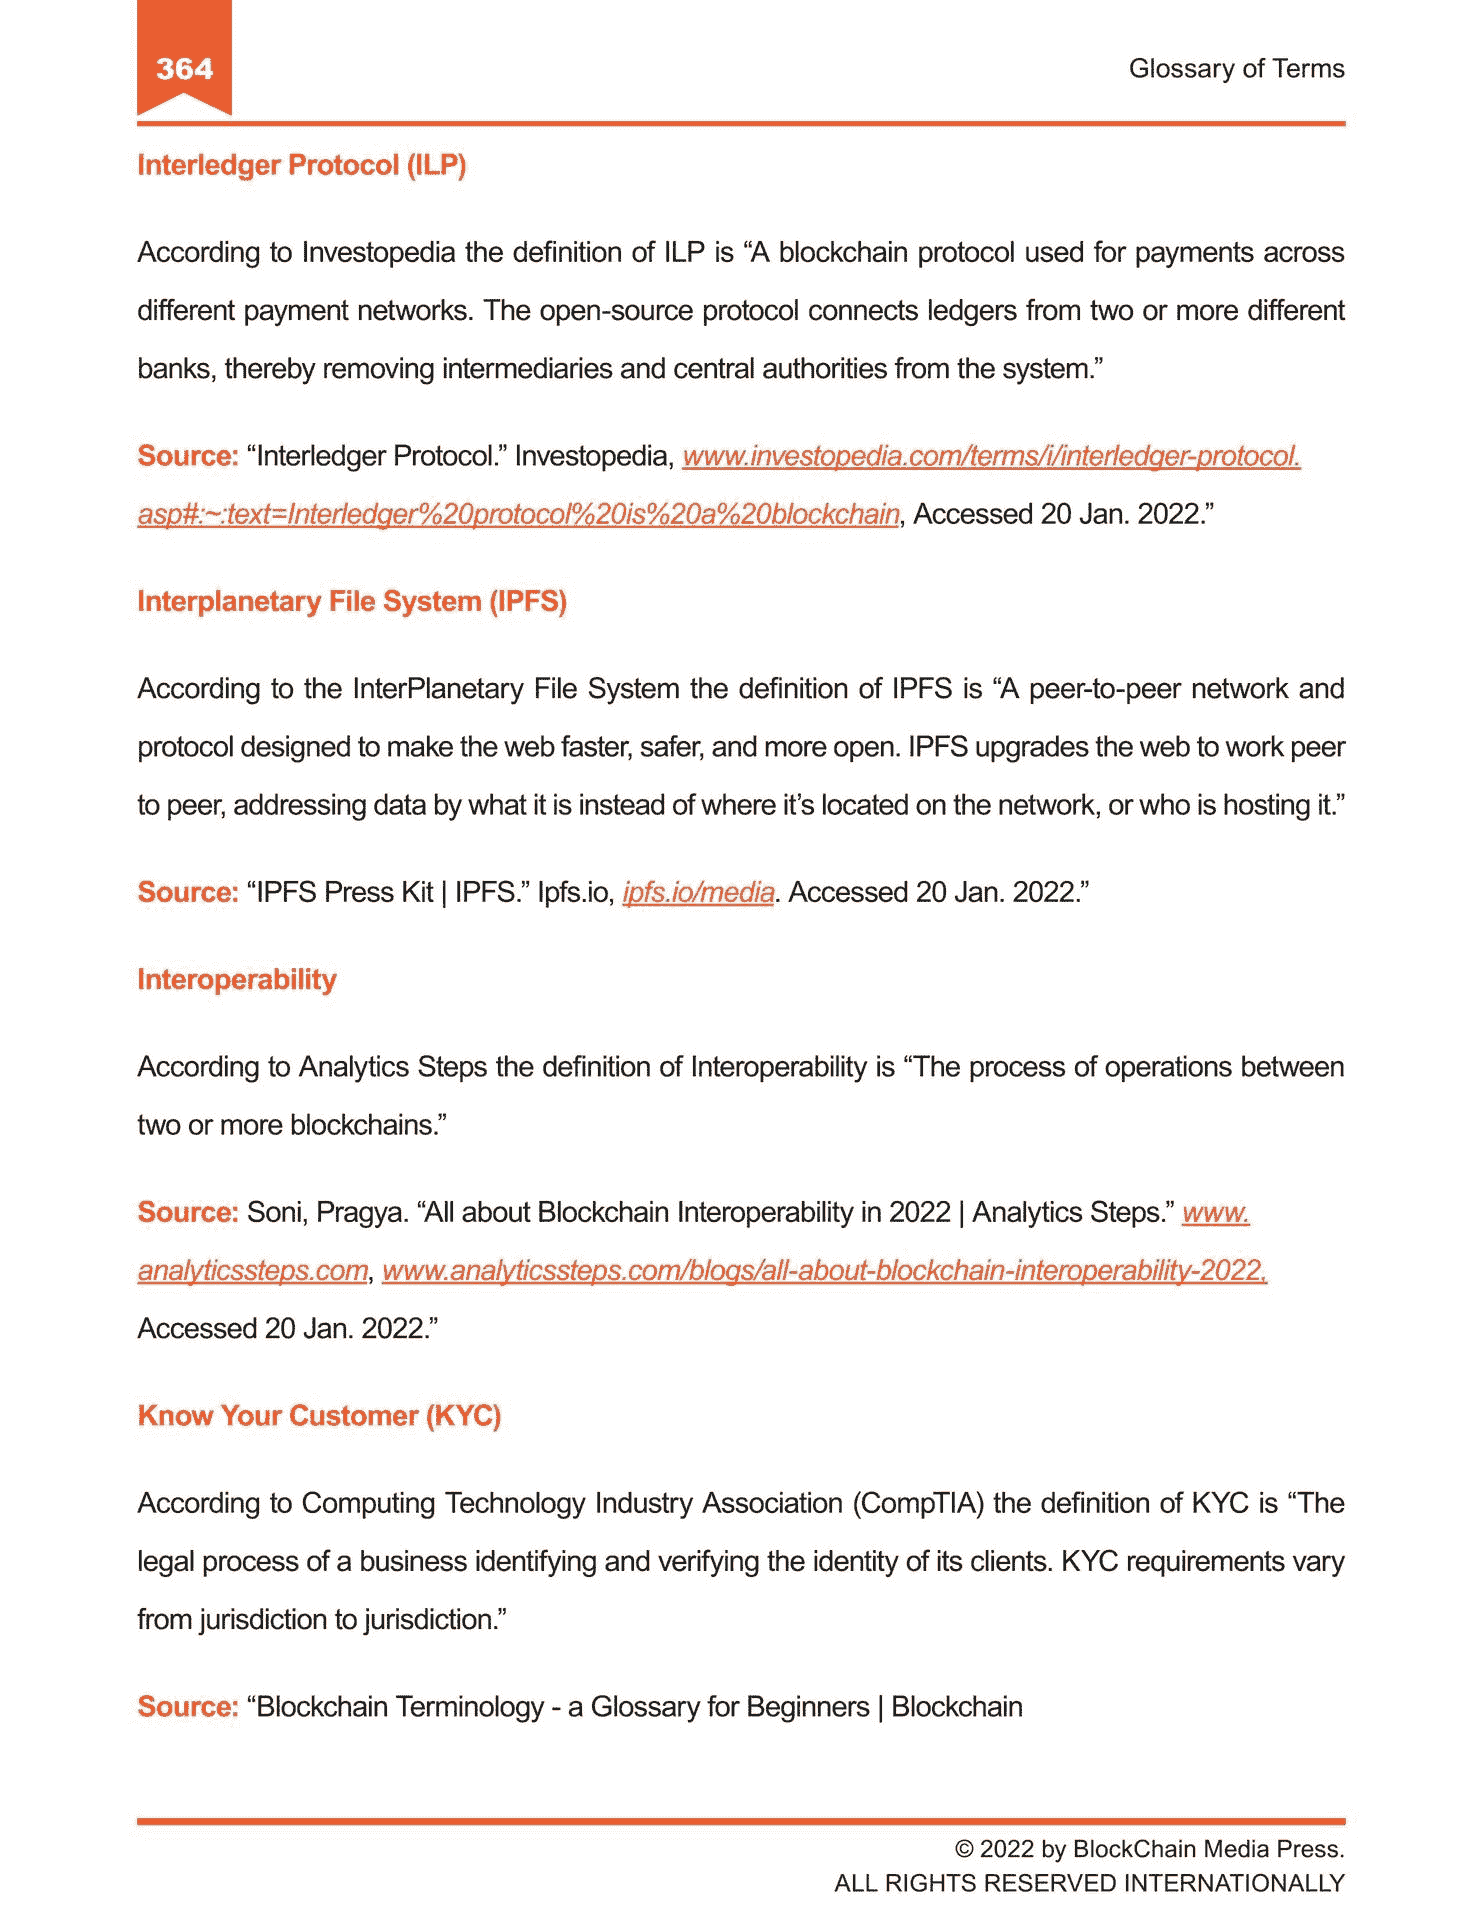 364
Glossary of Terms
Interledger Protocol (ILP)
According to Investopedia the definition of ILP is “A blockchain protocol used for payments across
different payment networks. The open-source protocol connects ledgers from two or more different
banks, thereby removing intermediaries and central authorities from the system.”
Source: “Interledger Protocol.” Investopedia, www.investopedia.com/terms/i/interledger-protocol.
asp#:~:text=Interledger%20protocol%20is%20a%20blockchain, Accessed 20 Jan. 2022.”
Interplanetary File System (IPFS)
According to the InterPlanetary File System the definition of IPFS is “A peer-to-peer network and
protocol designed to make the web faster, safer, and more open. IPFS upgrades the web to work peer
to peer, addressing data by what it is instead of where it’s located on the network, or who is hosting it.”
Source: “IPFS Press Kit | IPFS.” Ipfs.io, ipfs.io/media. Accessed 20 Jan. 2022.”
Interoperability
According to Analytics Steps the definition of Interoperability is “The process of operations between
two or more blockchains.”
Source: Soni, Pragya. “All about Blockchain Interoperability in 2022 | Analytics Steps.” www.
analyticssteps.com, www.analyticssteps.com/blogs/all-about-blockchain-interoperability-2022,
Accessed 20 Jan. 2022.”
Know Your Customer (KYC)
According to Computing Technology Industry Association (CompTIA) the definition of KYC is “The
legal process of a business identifying and verifying the identity of its clients. KYC requirements vary
from jurisdiction to jurisdiction.”
Source: “Blockchain Terminology - a Glossary for Beginners | Blockchain
© 2022 by BlockChain Media Press.
ALL RIGHTS RESERVED INTERNATIONALLY